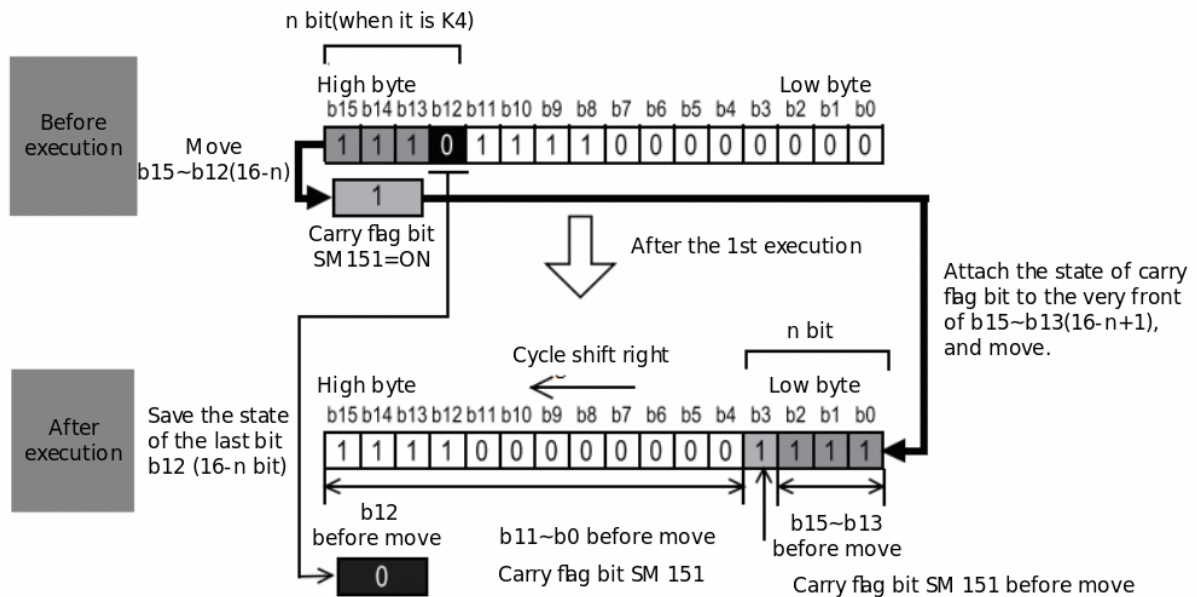 n bit(when it is K4)
High byte
Low byte
b15 b14 b13 b12 b11 b10 b9 b8 b7 b6 b5 b4 b3 b2 b1 b0
Before
execution
Move
b15~b12(16-n)
1 1 1 0 1 1 1 1 0 0 0 0 0 0 0 0
1
Carry flag bit
SM151=ON
After the 1st execution
Attach the state of carry
flag bit to the very front
of b15~b13(16-n+1),
and move.
n bit
Cycle shift right
High byte
Low byte
b15 b14 b13 b12 b11 b10 b9 b8 b7 b6 b5 b4 b3 b2 b1 b0
After
execution
Save the state
of the last bit
b12 (16-n bit)
1 1 1 1 0 0 0 0 0 0 0 0 1 1 1 1
b12
before move
b11~b0 before move
b15~b13
before move
0
Carry flag bit SM 151
Carry flag bit SM 151 before move